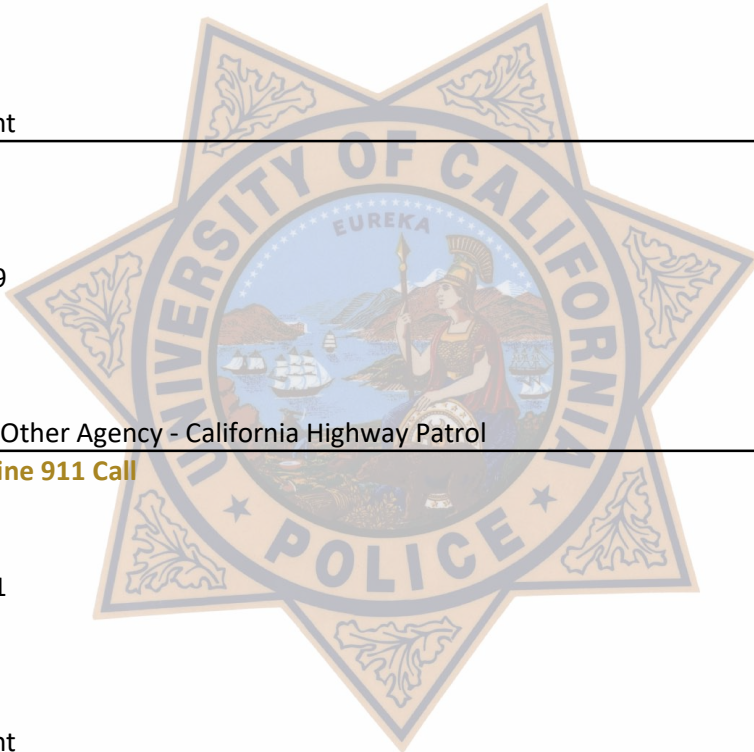 nt
UNIVERSITY OF CALIFORNIA
EUREKA
9
Other Agency - California Highway Patrol
ine 911 Call
★ POLICE ★
1
nt